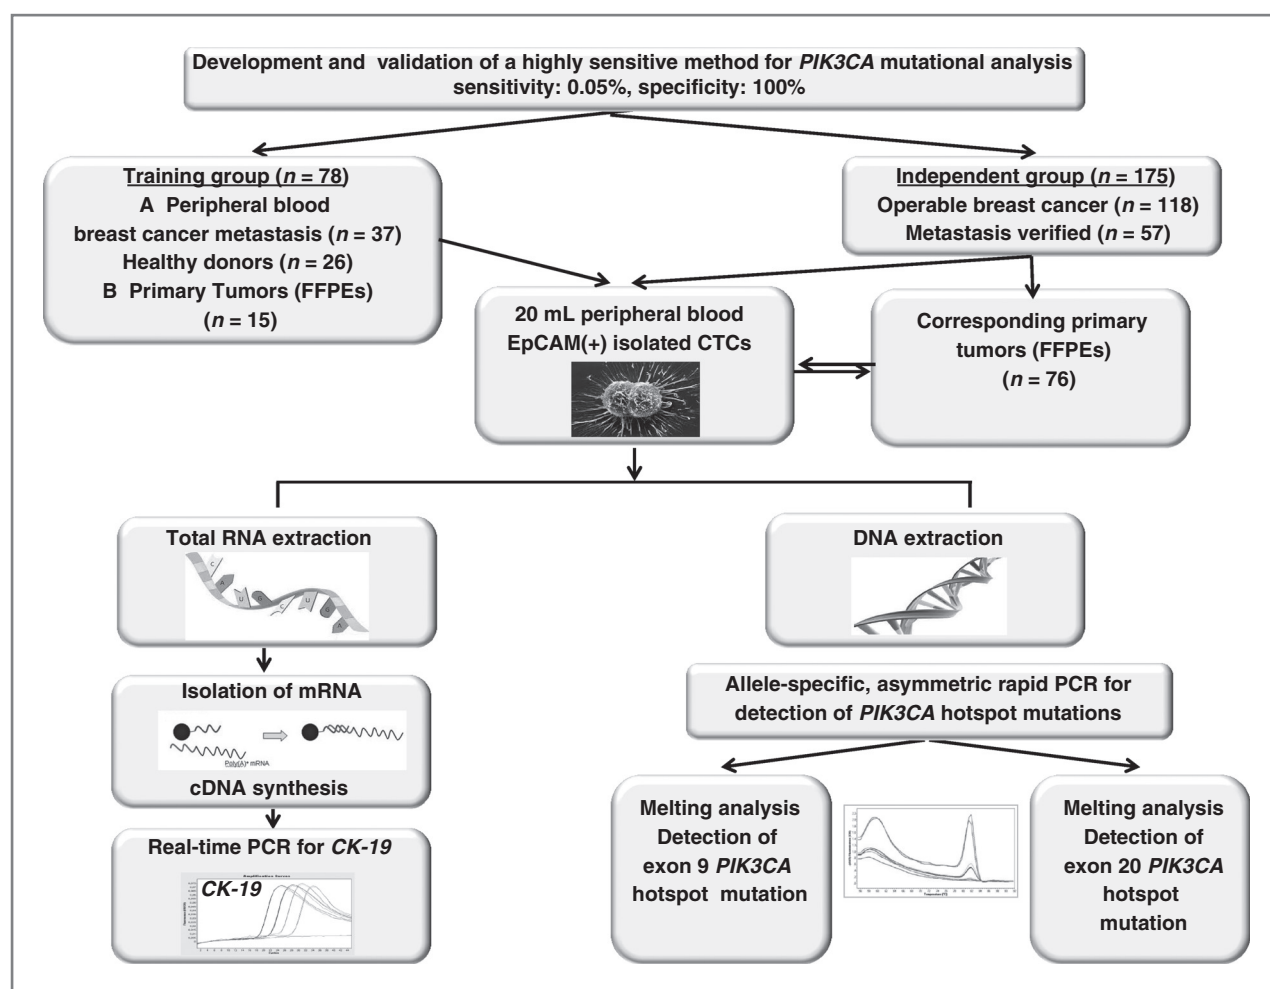 Development and validation of a highly sensitive method for PIK3CA mutational analysis
sensitivity: 0.05%, specificity: 100%
Training group (n = 78)
A Peripheral blood
breast cancer metastasis (n = 37)
Healthy donors (n = 26)
B Primary Tumors (FFPEs)
(n = 15)
Independent group (n = 175)
Operable breast cancer (n = 118)
Metastasis verified (n = 57)
20 mL peripheral blood
EpCAM(+) isolated CTCs
Corresponding primary
tumors (FFPEs)
(n = 76)
Total RNA extraction
C
A
U
G
C
U
G
A
DNA extraction
Isolation of mRNA
Poly(A)+ mRNA
cDNA synthesis
Allele-specific, asymmetric rapid PCR for
detection of PIK3CA hotspot mutations
Real-time PCR for CK-19
Amplification Curves
CK-19
Melting analysis
Detection of
exon 9 PIK3CA
hotspot mutation
Melting analysis
Detection of
exon 20 PIK3CA
hotspot
mutation